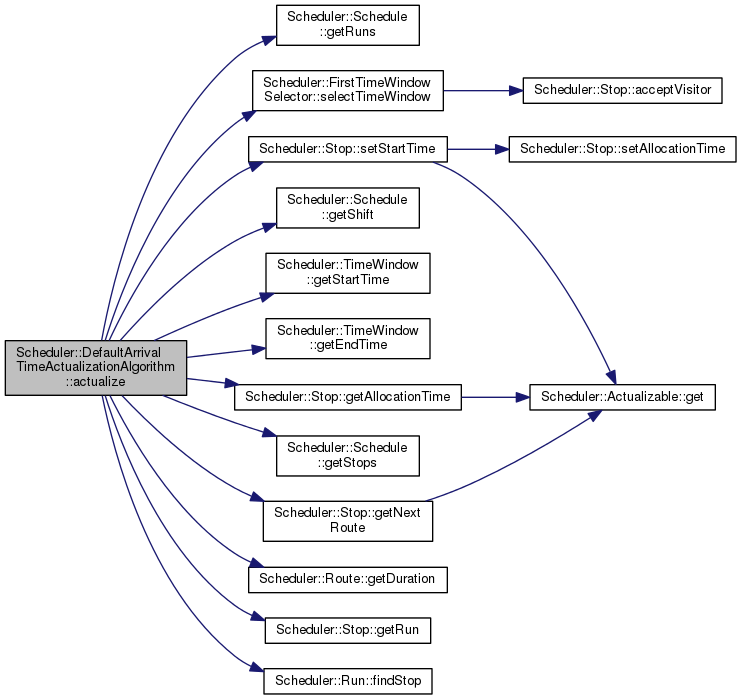 Scheduler::Schedule
::getRuns
Scheduler::FirstTimeWindow
Selector::selectTimeWindow
Scheduler::Stop::acceptVisitor
Scheduler::Stop::setStartTime
Scheduler::Stop::setAllocationTime
Scheduler::Schedule
::getShift
Scheduler::TimeWindow
::getStartTime
Scheduler::TimeWindow
::getEndTime
Scheduler::DefaultArrival
TimeActualizationAlgorithm
::actualize
Scheduler::Stop::getAllocationTime
Scheduler::Actualizable::get
Scheduler::Schedule
::getStops
Scheduler::Stop::getNext
Route
Scheduler::Route::getDuration
Scheduler::Stop::getRun
Scheduler::Run::findStop